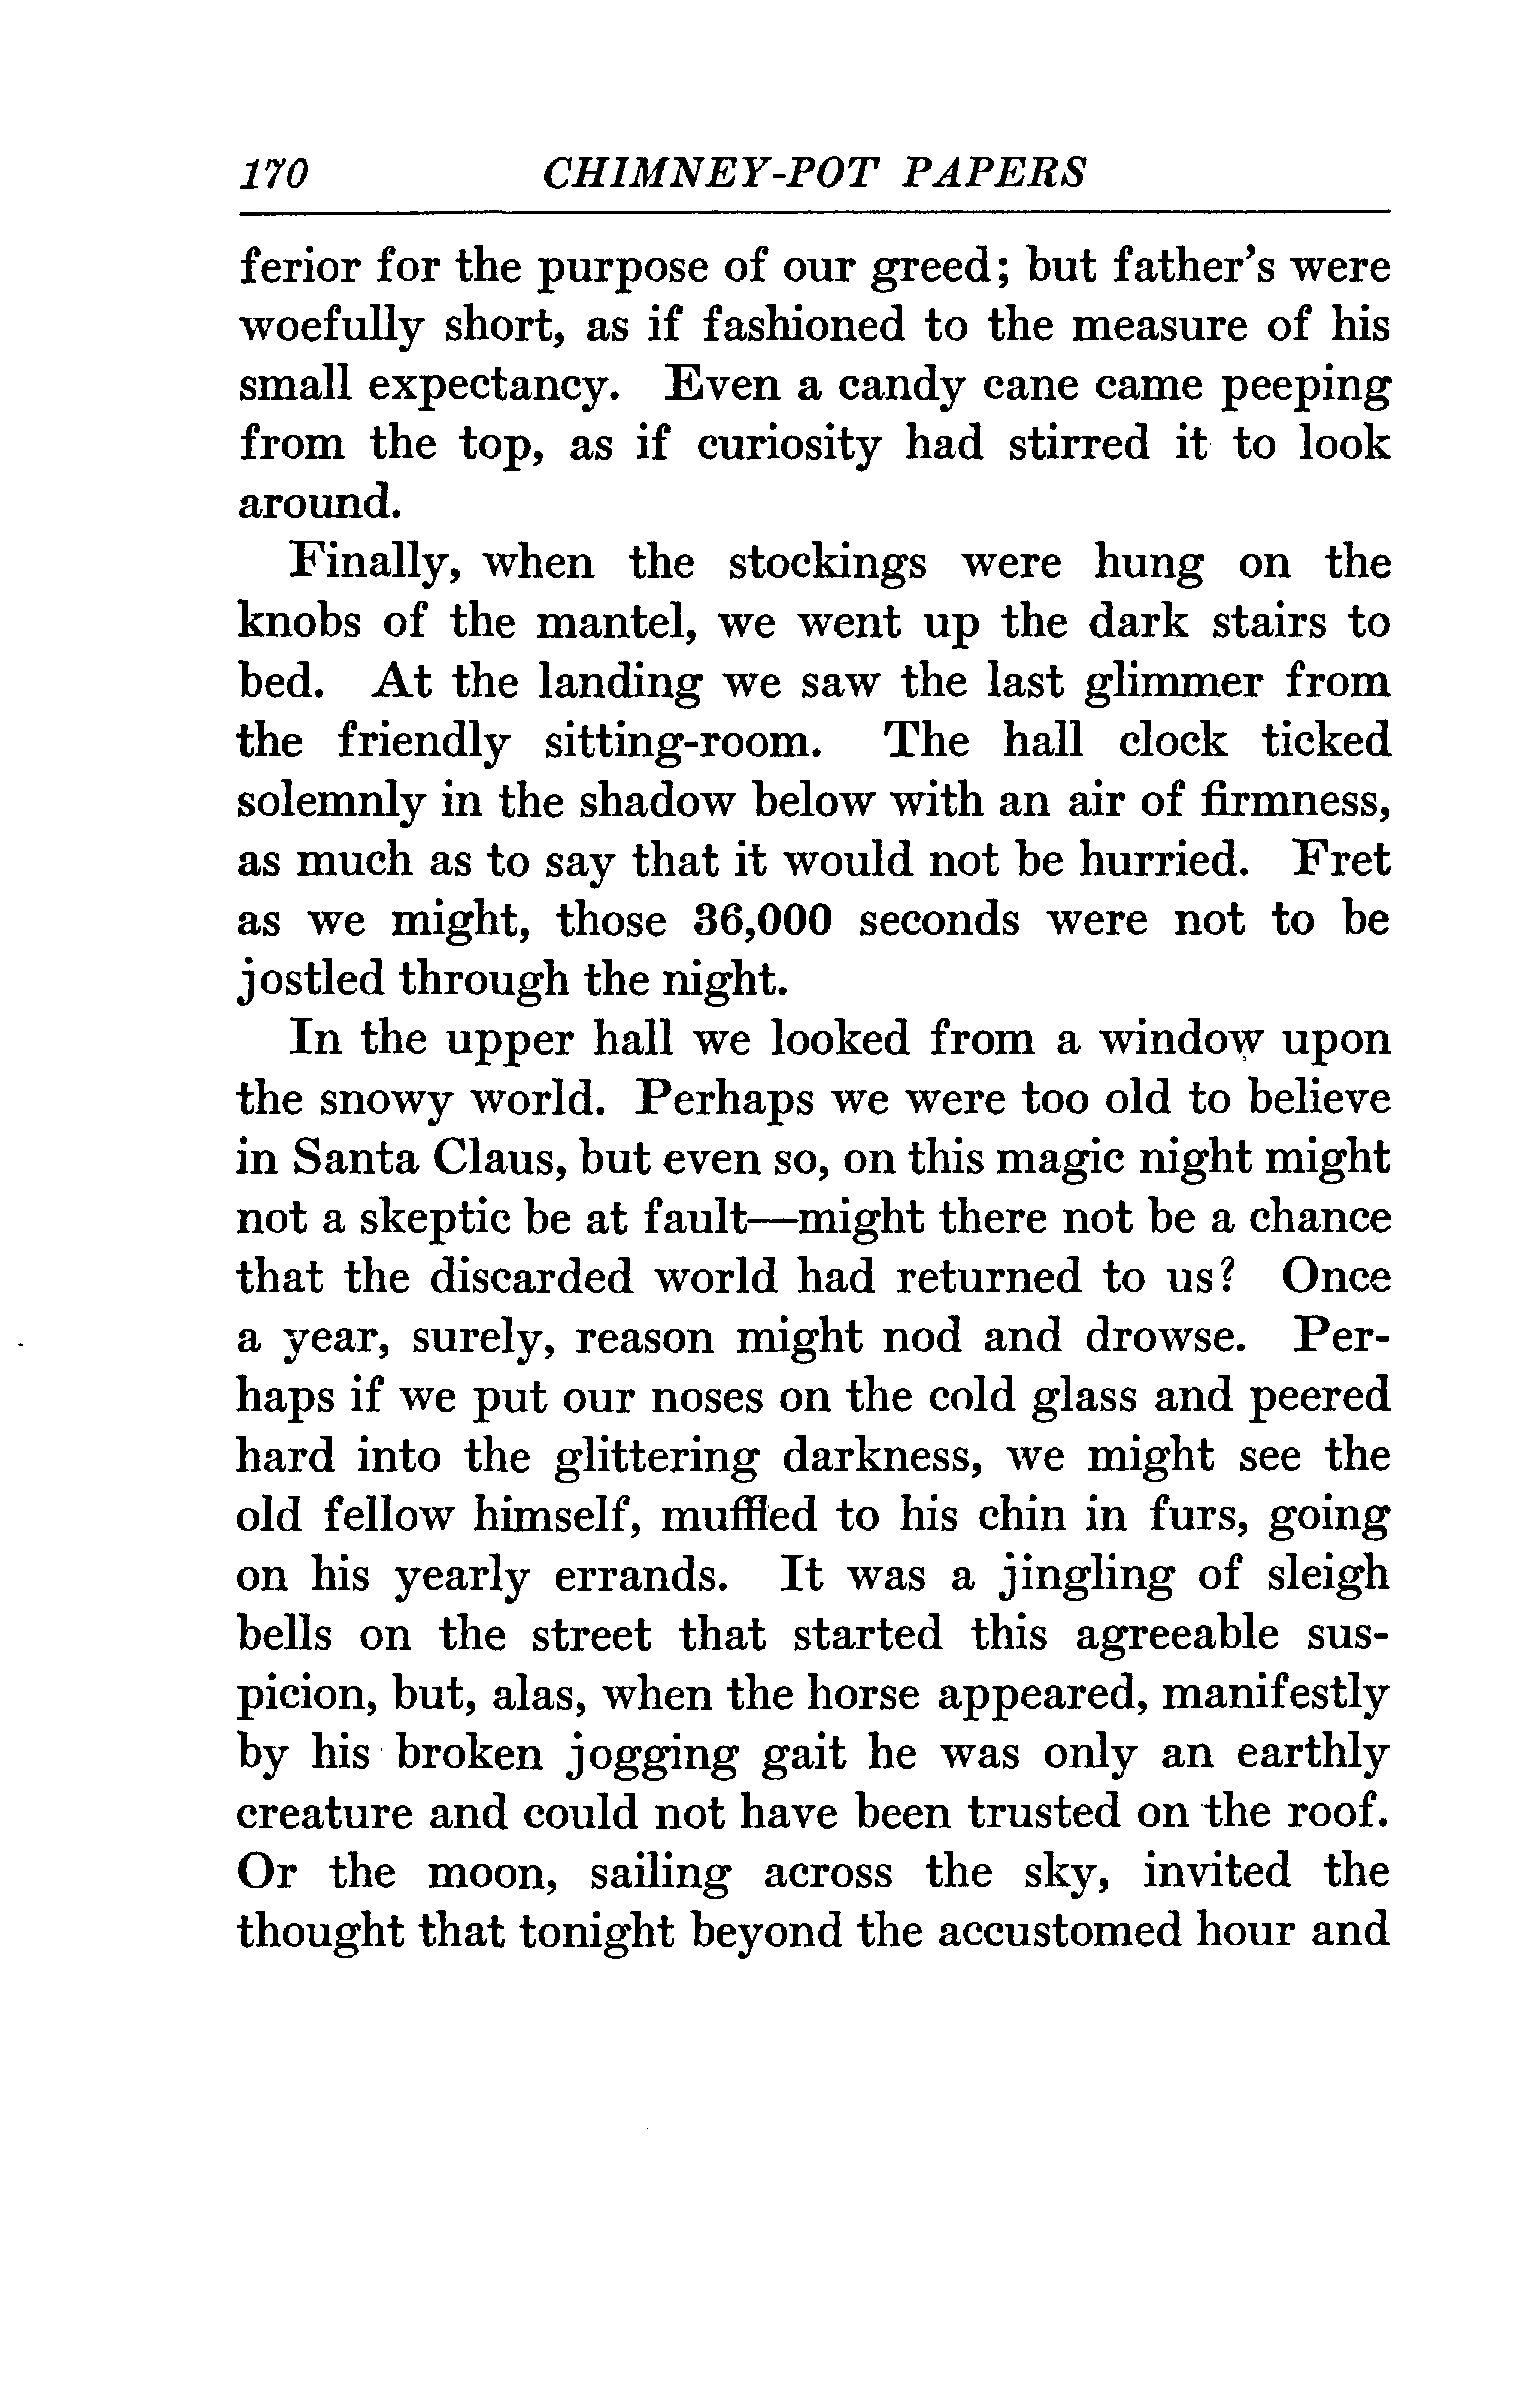 170 CHIMNEY-POT PAPERS
ferior for the purpose of our greed; but father's were
woefully short, as if fashioned to the measure of his
small expectancy. Even a candy cane came peeping
from the top, as if curiosity had stirred it to look
around.
Finally, when the stockings were hung on the
knobs of the mantel, we went up the dark stairs to
bed. At the landing we saw the last glimmer from
the friendly sitting-room. The hall clock ticked
solemnly in the shadow below with an air of firmness,
as much as to say that it would not be hurried. Fret
as we might, those 36,000 seconds were not to be
jostled through the night.
In the upper hall we looked from a window upon
the snowy world. Perhaps we were too old to believe
in Santa Claus, but even so, on this magic night might
not a skeptic be at fault—might there not be a chance
that the discarded world had returned to us? Once
a year, surely, reason might nod and drowse. Per-
haps if we put our noses on the cold glass and peered
hard into the glittering darkness, we might see the
old fellow himself, muffled to his chin in furs, going
on his yearly errands. It was a jingling of sleigh
bells on the street that started this agreeable sus-
picion, but, alas, when the horse appeared, manifestly
by his broken jogging gait he was only an earthly
creature and could not have been trusted on the roof.
Or the moon, sailing across the sky, invited the
thought that tonight beyond the accustomed hour and